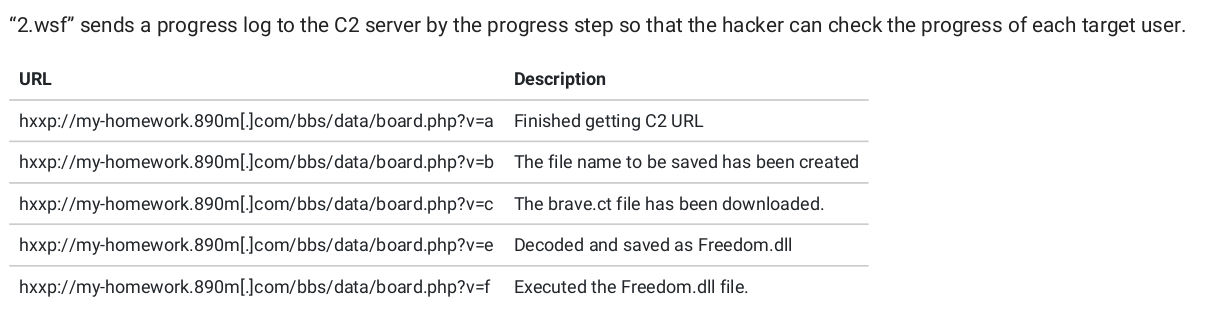 “2.wsf” sends a progress log to the C2 server by the progress step so that the hacker can check the progress of each target user.
URL Description
hxxp://my-homework.890m[.]com/bbs/data/board.php?v=a Finished getting C2 URL
hxxp://my-homework.890m[.]com/bbs/data/board.php?v=b The file name to be saved has been created
hxxp://my-homework.890m[.]com/bbs/data/board.php?v=c The brave.ct file has been downloaded.
hxxp://my-homework.890m[.]com/bbs/data/board.php?v=e Decoded and saved as Freedom.dll
hxxp://my-homework.890m[.]com/bbs/data/board.php?v=f Executed the Freedom.dll file.